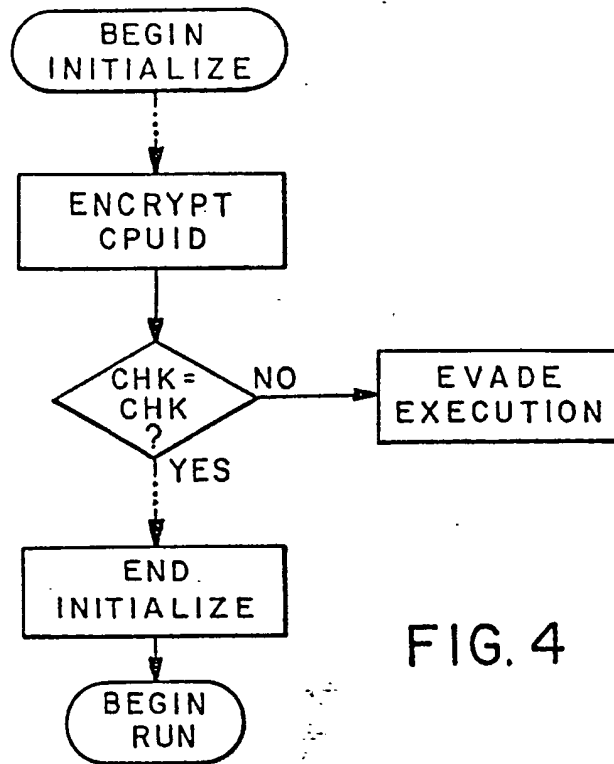 BEGIN
INITIALIZE
ENCRYPT
CPUID
CHK =
CHK
?
NO
EVADE
EXECUTION
YES
END
INITIALIZE
BEGIN
RUN
FIG. 4